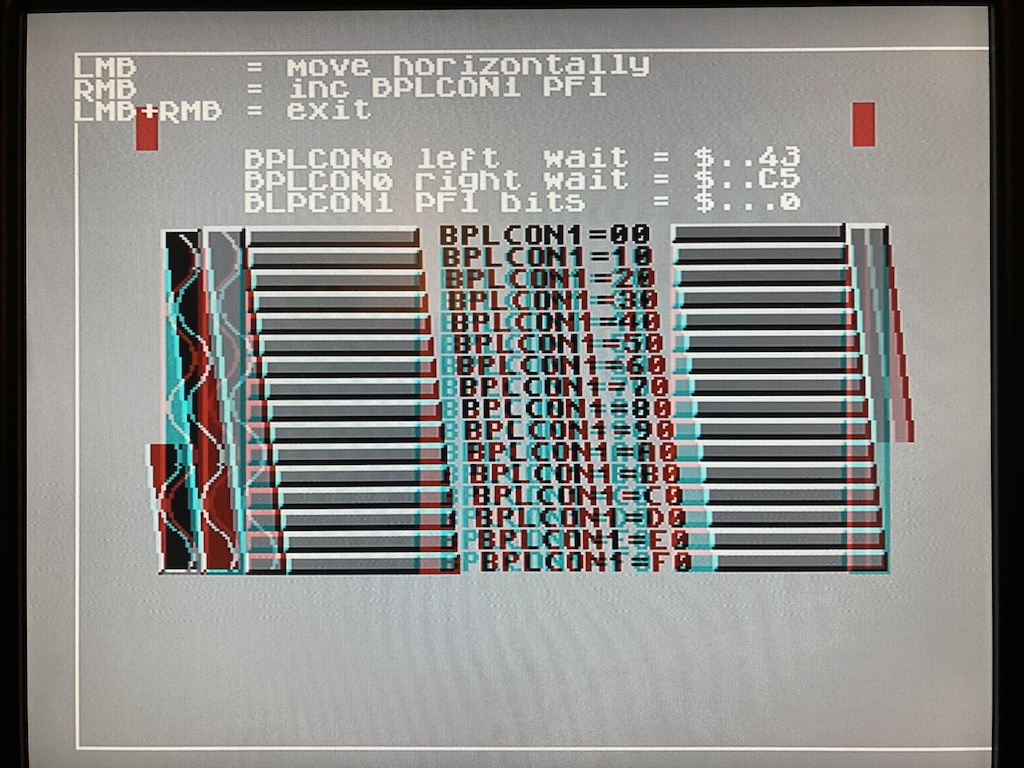 LMB = move horizontally
RMB = inc BPLCON1 PF1
LMB+RMB = exit
BPLCON0 left wait = $..43
BPLCON0 right wait = $..C5
BLPCON1 PF1 bits = $...0
BPLCON1=00
BPLCON1=10
BPLCON1=20
BPLCON1=30
BPLCON1=40
BPLCON1=50
BPLCON1=60
BPLCON1=70
BPLCON1=80
BPLCON1=90
BPLCON1=A0
BPLCON1=B0
BPLCON1=C0
BPLCON1=D0
BPLCON1=E0
BPLCON1=F0